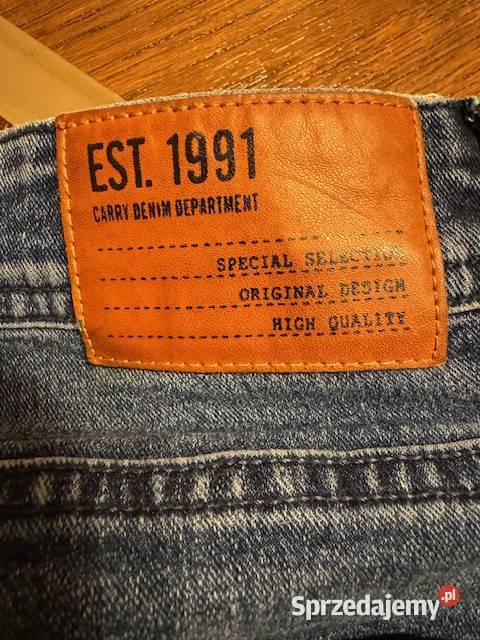 EST. 1991
CARRY DENIM DEPARTMENT
SPECIAL SELECTION
ORIGINAL DESIGN
HIGH QUALITY
Sprzedajemy.pl